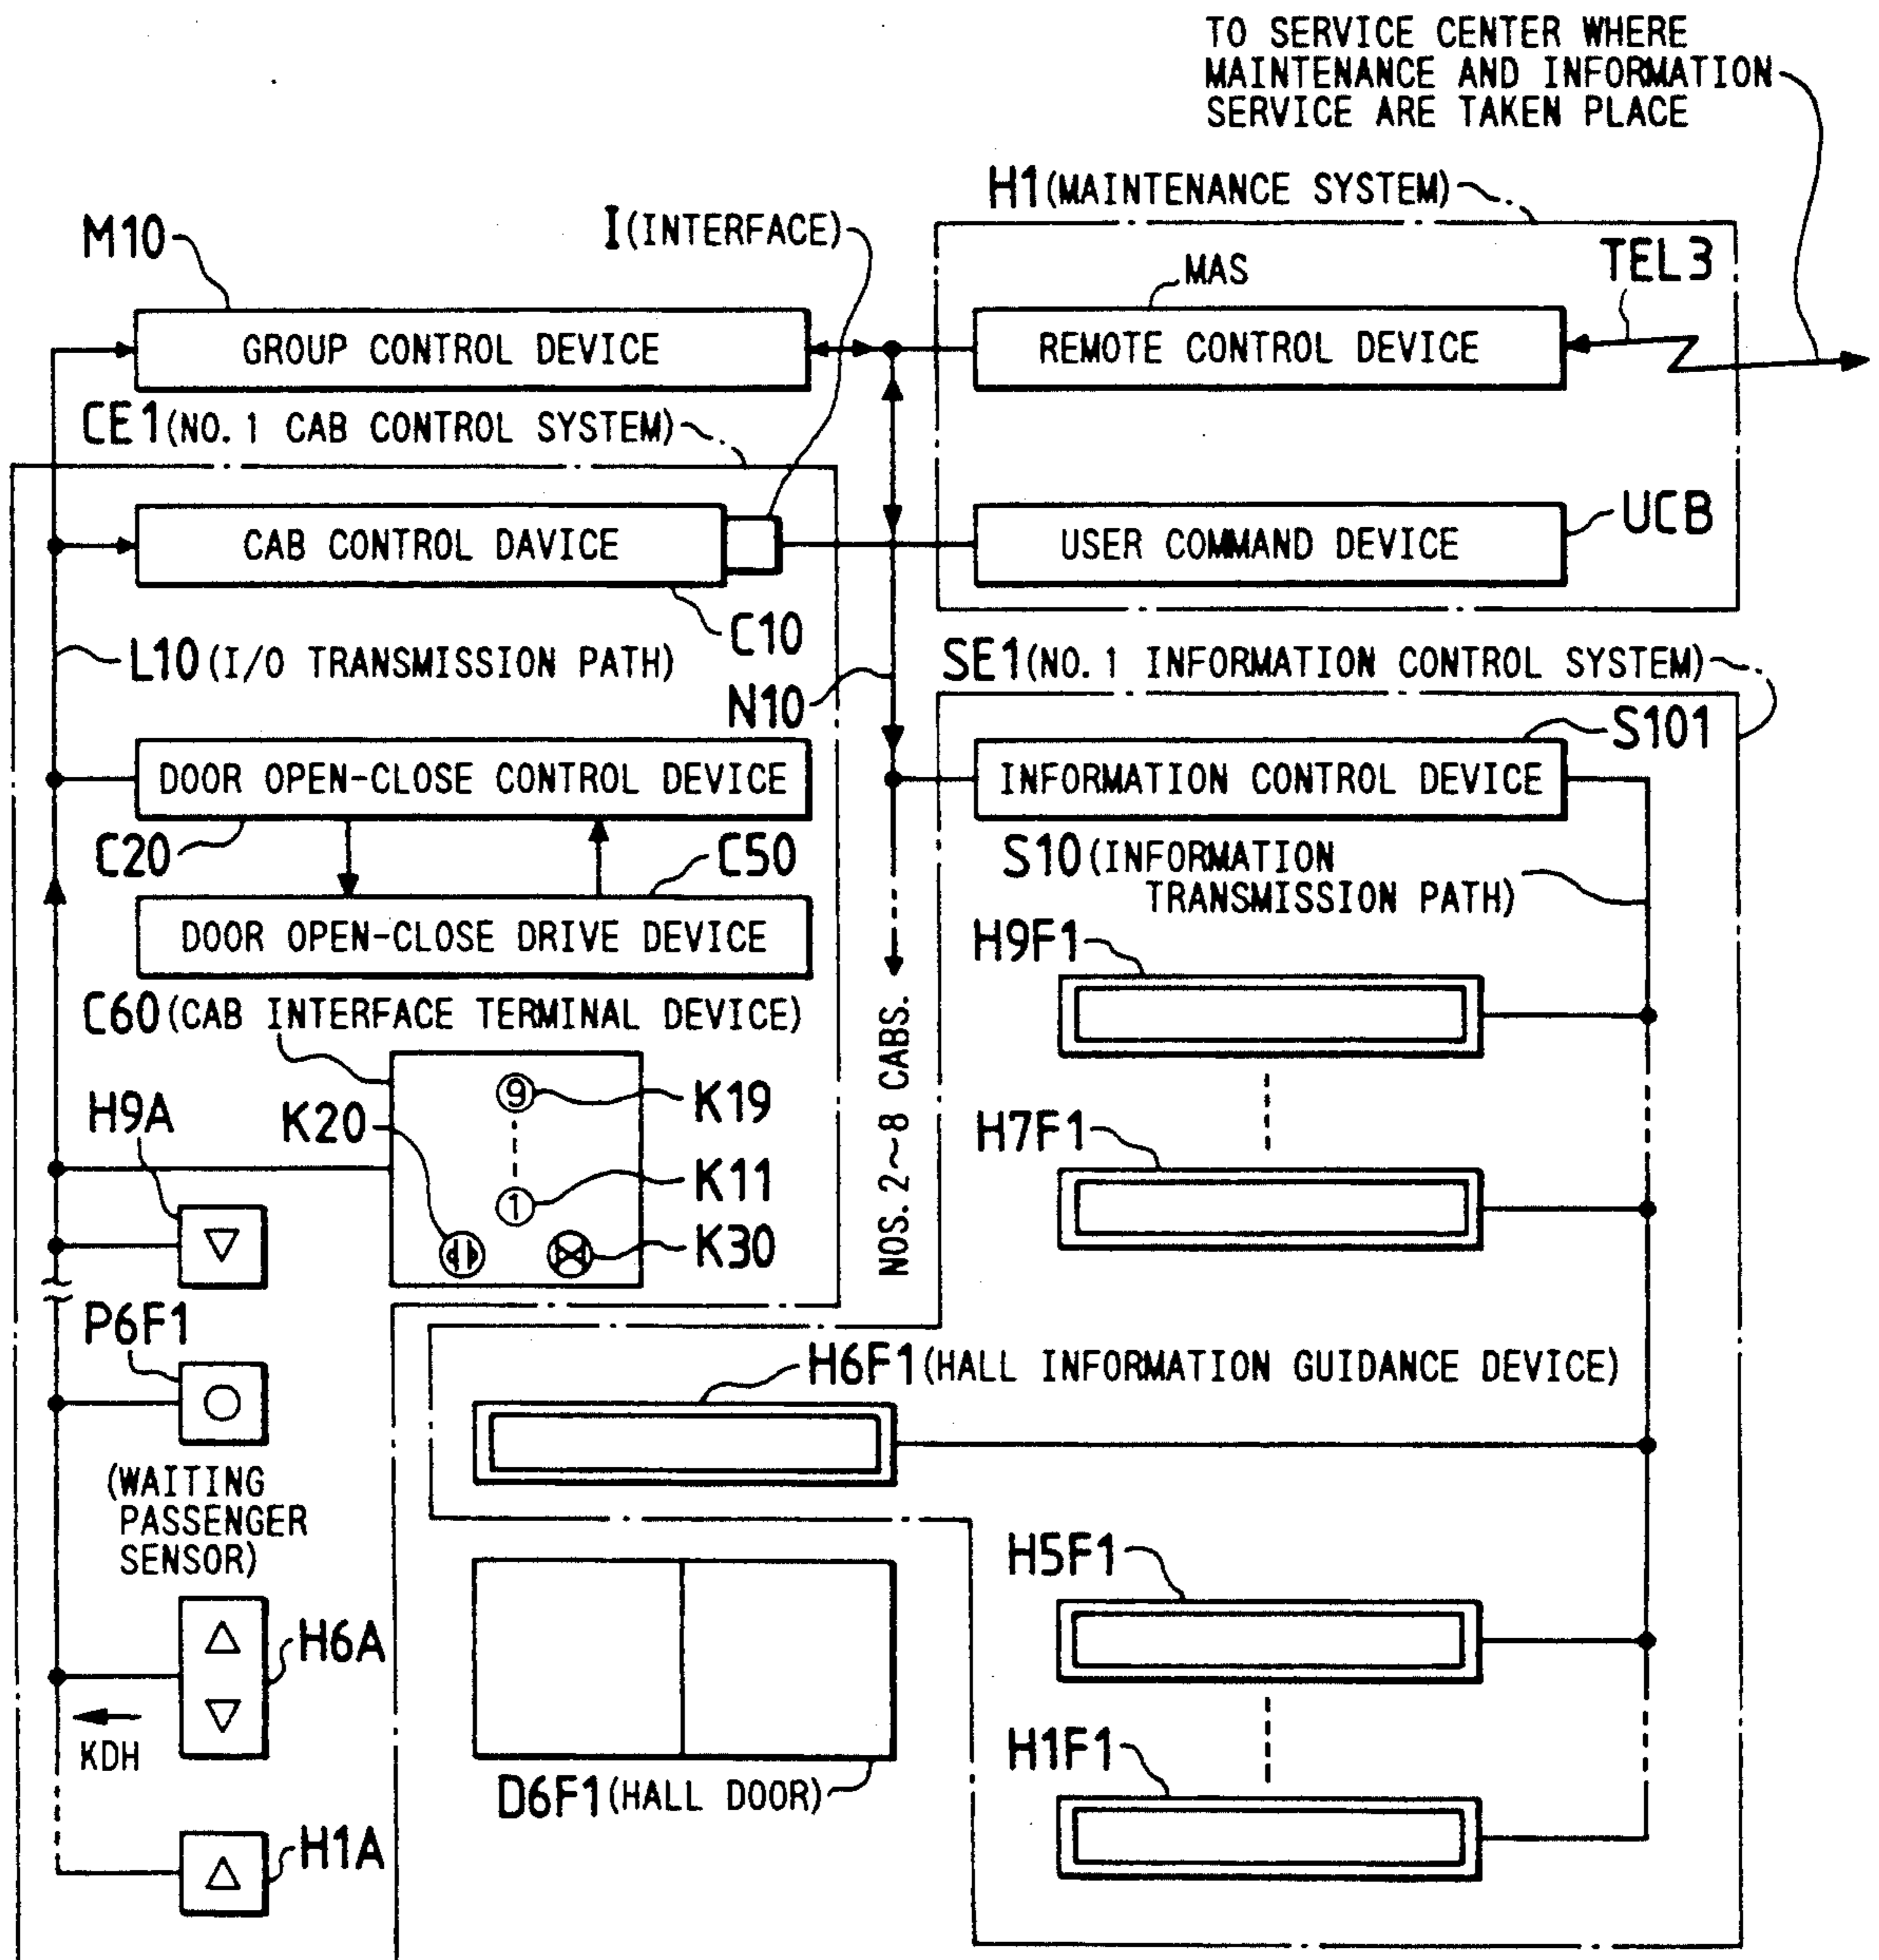 TO SERVICE CENTER WHERE
MAINTENANCE AND INFORMATION
SERVICE ARE TAKEN PLACE
H1 (MAINTENANCE SYSTEM)
I (INTERFACE)
M10
MAS
TEL3
GROUP CONTROL DEVICE
REMOTE CONTROL DEVICE
CE1 (NO. 1 CAB CONTROL SYSTEM)
UCB
CAB CONTROL DAVICE
USER COMMAND DEVICE
C10
L10 (I/O TRANSMISSION PATH)
SE1 (NO. 1 INFORMATION CONTROL SYSTEM)
N10
S101
DOOR OPEN-CLOSE CONTROL DEVICE
INFORMATION CONTROL DEVICE
C20
C50
S10 (INFORMATION
TRANSMISSION PATH)
DOOR OPEN-CLOSE DRIVE DEVICE
H9F1
C60 (CAB INTERFACE TERMINAL DEVICE)
NOS. 2~8 CABS.
9
K19
H9A
K20
H7F1
1
K11
K30
P6F1
H6F1 (HALL INFORMATION GUIDANCE DEVICE)
(WAITING
PASSENGER
SENSOR)
H5F1
H6A
KDH
H1F1
D6F1 (HALL DOOR)
H1A